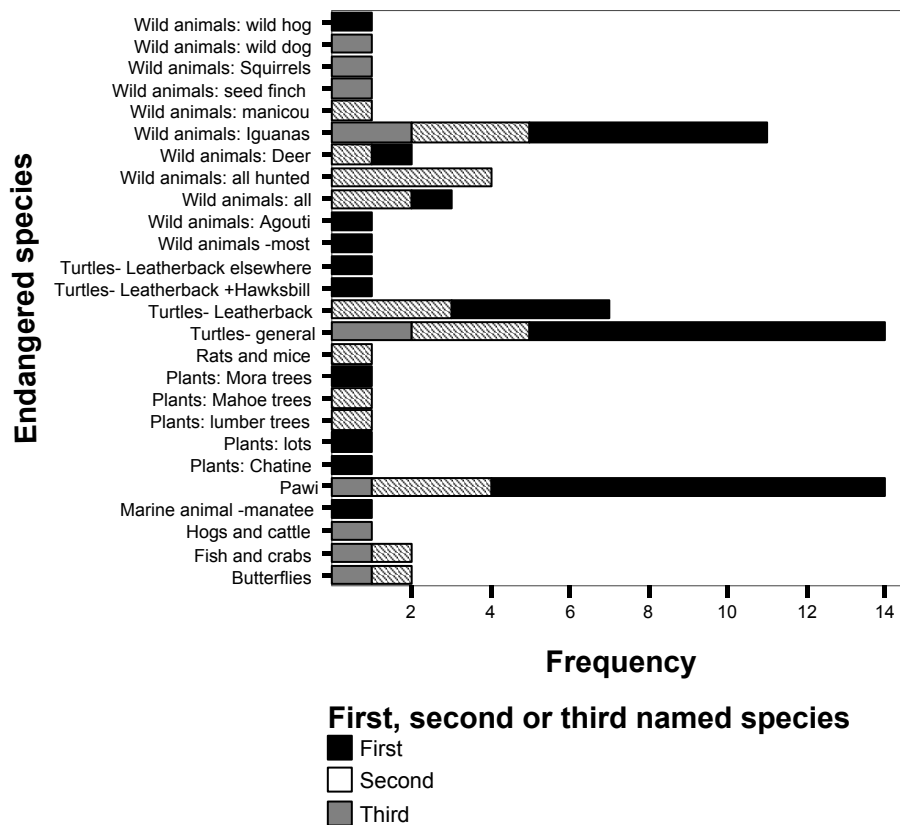 Endangered species
Wild animals: wild hog
Wild animals: wild dog
Wild animals: Squirrels
Wild animals: seed finch
Wild animals: manicou
Wild animals: Iguanas
Wild animals: Deer
Wild animals: all hunted
Wild animals: all
Wild animals: Agouti
Wild animals -most
Turtles- Leatherback elsewhere
Turtles- Leatherback +Hawksbill
Turtles- Leatherback
Turtles- general
Rats and mice
Plants: Mora trees
Plants: Mahoe trees
Plants: lumber trees
Plants: lots
Plants: Chatine
Pawi
Marine animal -manatee
Hogs and cattle
Fish and crabs
Butterflies
2 4 6 8 10 12 14
Frequency
First, second or third named species
First
Second
Third